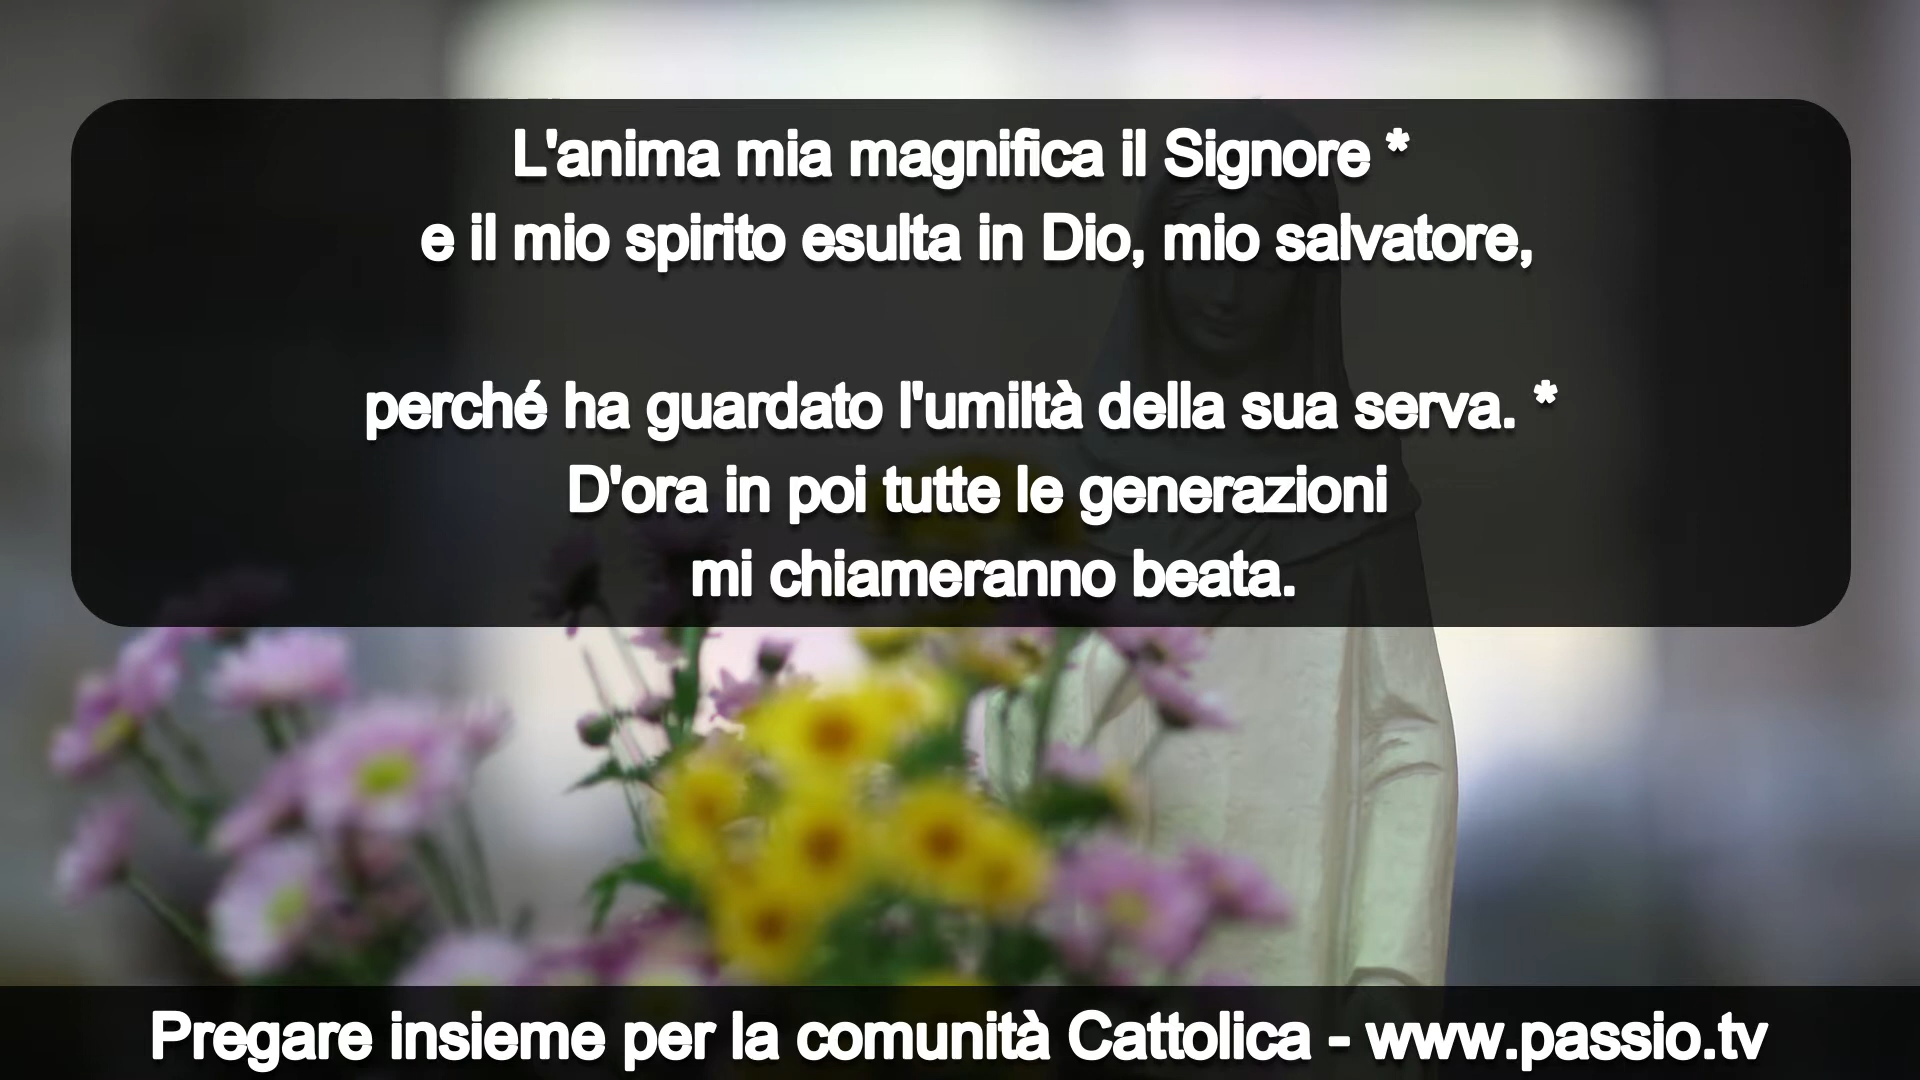 L'anima mia magnifica il Signore *
e il mio spirito esulta in Dio, mio salvatore,
perché ha guardato l'umiltà della sua serva. *
D'ora in poi tutte le generazioni
mi chiameranno beata.
Pregare insieme per la comunità Cattolica - www.passio.tv